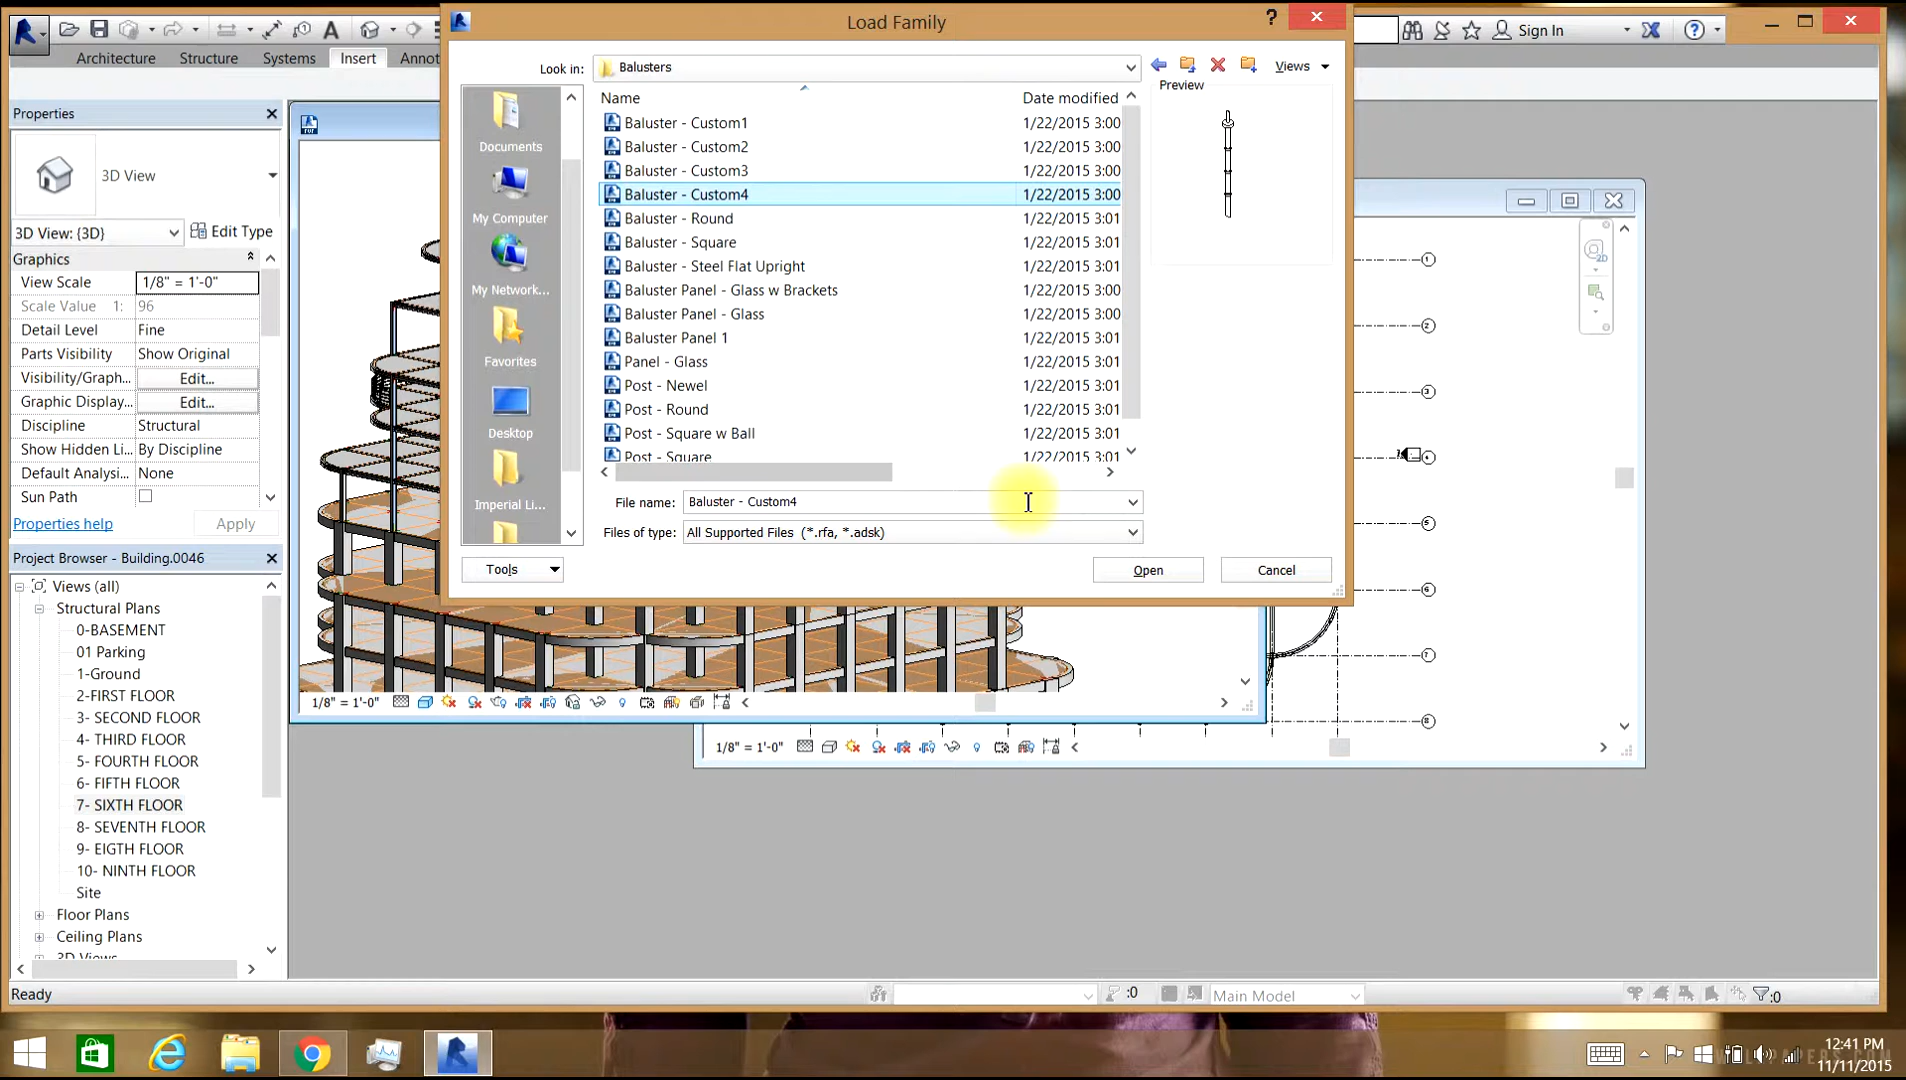 Load Family
?
Sign In
Architecture Structure Systems Insert Annot
Properties
3D View
3D View: {3D}
Edit Type
Graphics
View Scale 1/8" = 1'-0"
Scale Value 1: 96
Detail Level Fine
Parts Visibility Show Original
Visibility/Graph... Edit...
Graphic Display... Edit...
Discipline Structural
Show Hidden Li... By Discipline
Default Analysi... None
Sun Path
Properties help Apply
Project Browser - Building.0046
Views (all)
Structural Plans
0-BASEMENT
01 Parking
1-Ground
2-FIRST FLOOR
3- SECOND FLOOR
4- THIRD FLOOR
5- FOURTH FLOOR
6- FIFTH FLOOR
7- SIXTH FLOOR
8- SEVENTH FLOOR
9- EIGTH FLOOR
10- NINTH FLOOR
Site
Floor Plans
Ceiling Plans
3D Views
Look in: Balusters
Views
Documents
My Computer
My Network...
Favorites
Desktop
Imperial Li...
Name Date modified
Baluster - Custom1 1/22/2015 3:00
Baluster - Custom2 1/22/2015 3:00
Baluster - Custom3 1/22/2015 3:00
Baluster - Custom4 1/22/2015 3:00
Baluster - Round 1/22/2015 3:01
Baluster - Square 1/22/2015 3:01
Baluster - Steel Flat Upright 1/22/2015 3:01
Baluster Panel - Glass w Brackets 1/22/2015 3:00
Baluster Panel - Glass 1/22/2015 3:00
Baluster Panel 1 1/22/2015 3:01
Panel - Glass 1/22/2015 3:01
Post - Newel 1/22/2015 3:01
Post - Round 1/22/2015 3:01
Post - Square w Ball 1/22/2015 3:01
Post - Square 1/22/2015 3:01
Preview
File name: Baluster - Custom4
Files of type: All Supported Files (*.rfa, *.adsk)
Tools
Open
Cancel
2D
1
2
3
5
6
7
8
1/8" = 1'-0"
1/8" = 1'-0"
Ready
:0
Main Model
:0
12:41 PM
11/11/2015